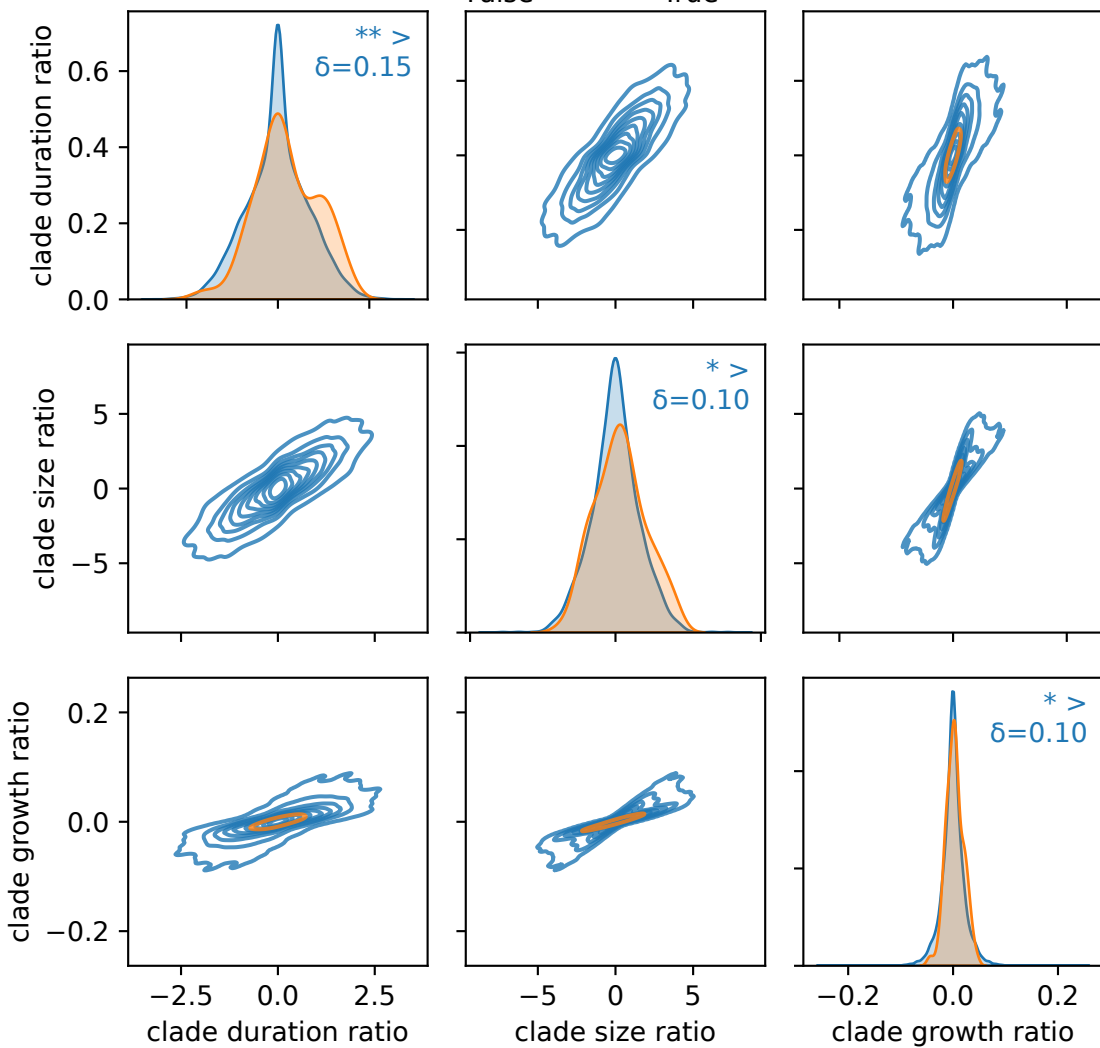 True
** >
δ=0.15
clade duration ratio
0.6
0.4
0.2
0.0
* >
δ=0.10
clade size ratio
5
0
−5
* >
δ=0.10
clade growth ratio
0.2
0.0
−0.2
−2.5 0.0 2.5 −5 0 5 −0.2 0.0 0.2
clade duration ratio clade size ratio clade growth ratio